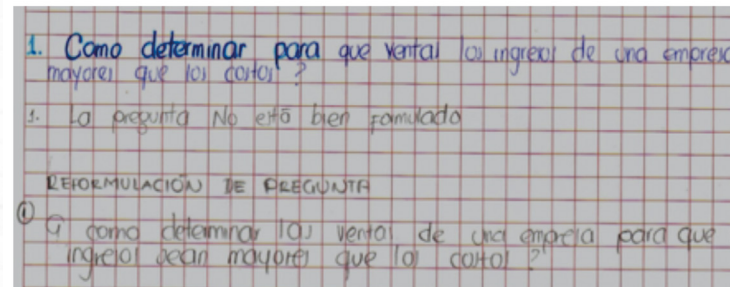 1. Como determinar para que ventas los ingresos de una empresa
mayores que los costos ?
1. La pregunta No está bien formulado
REFORMULACIÓN DE PREGUNTA
① ¿ como determinar las ventas de una empresa para que
ingresos sean mayores que los costos ?